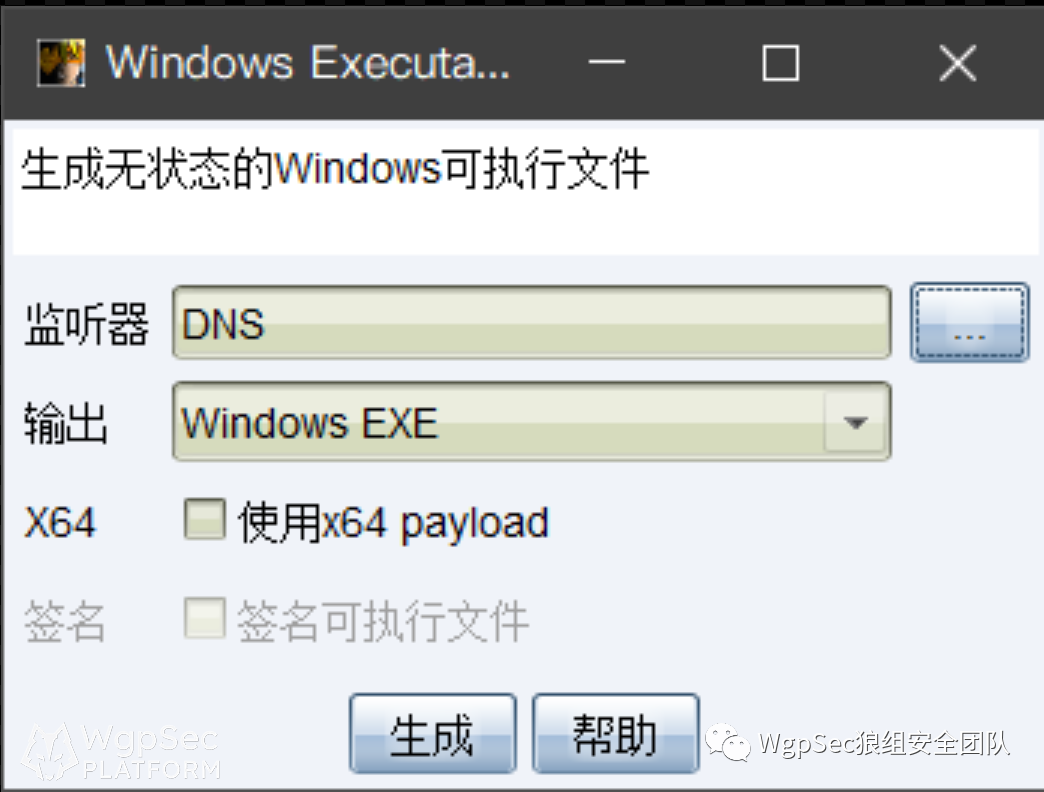 Windows Executa...
生成无状态的Windows可执行文件
监听器 DNS ...
输出 Windows EXE
X64 使用x64 payload
签名 签名可执行文件
生成 帮助
WgpSec PLATFORM
WgpSec狼组安全团队